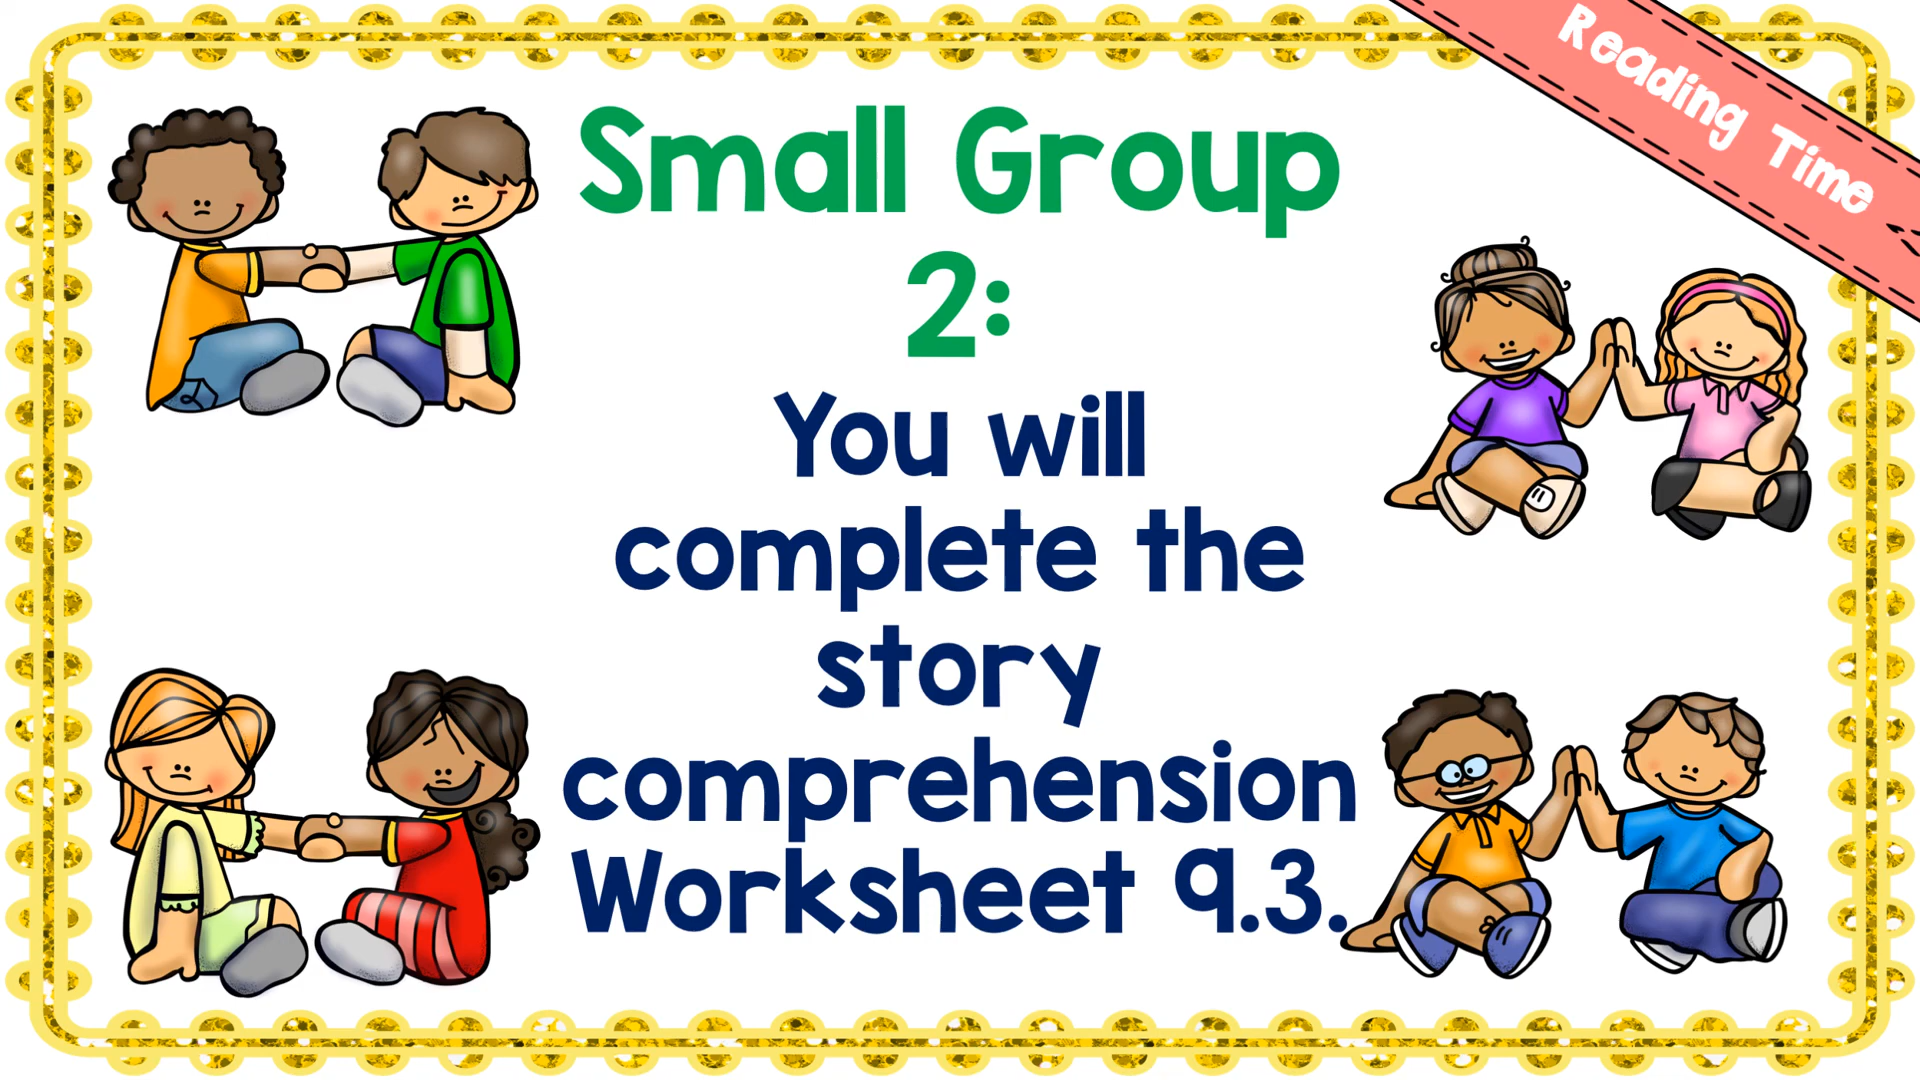 Reading Time
Small Group
2:
You will
complete the
story
comprehension
Worksheet 9.3.